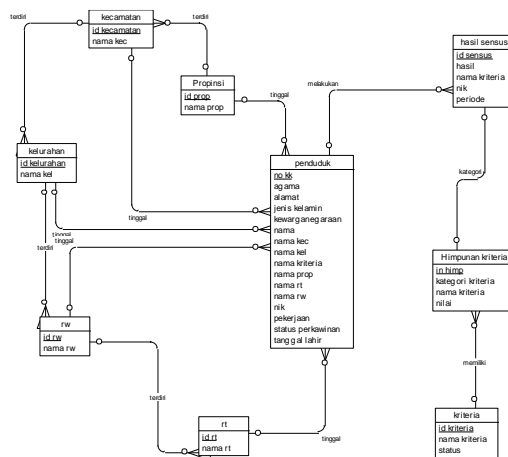 terdiri
kecamatan
id kecamatan
nama kec
terdiri
Propinsi
id prop
nama prop
tinggal
melakukan
hasil sensus
id sensus
hasil
nama kriteria
nik
periode
kelurahan
id kelurahan
nama kel
penduduk
no kk
agama
alamat
jenis kelamin
kewarganegaraan
nama
nama kec
nama kel
nama kriteria
nama prop
nama rt
nama rw
nik
pekerjaan
status perkawinan
tanggal lahir
kategori
tinggal
tinggal
tinggal
terdiri
Himpunan kriteria
in himp
kategori kriteria
nama kriteria
nilai
rw
id rw
nama rw
memiliki
terdiri
rt
id rt
nama rt
tinggal
kriteria
id kriteria
nama kriteria
status